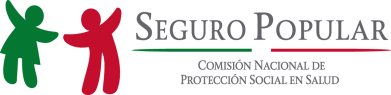 SEGURO POPULAR
COMISIÓN NACIONAL DE
PROTECCIÓN SOCIAL EN SALUD